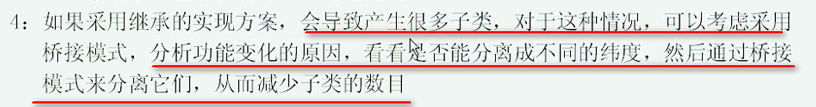 4：如果采用继承的实现方案，会导致产生很多子类，对于这种情况，可以考虑采用
桥接模式，分析功能变化的原因，看看是否能分离成不同的纬度，然后通过桥接
模式来分离它们，从而减少子类的数目